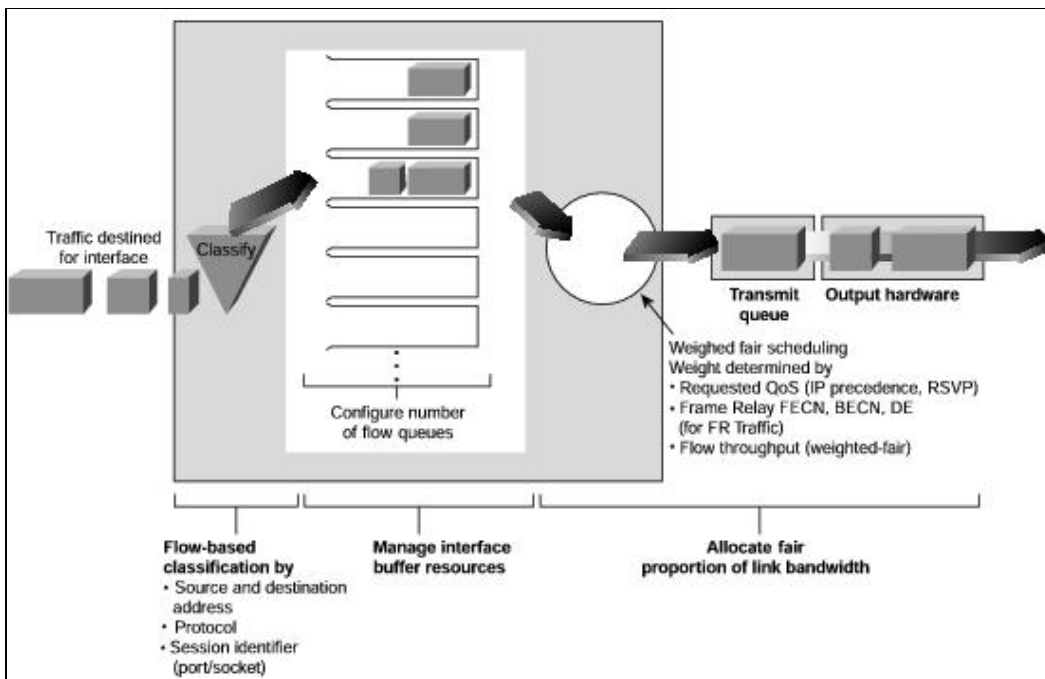 Traffic destined
for interface
Classify
Configure number
of flow queues
Transmit
queue
Output hardware
Weighed fair scheduling
Weight determined by
• Requested QoS (IP precedence, RSVP)
• Frame Relay FECN, BECN, DE
(for FR Traffic)
• Flow throughput (weighted-fair)
Flow-based
classification by
• Source and destination
address
• Protocol
• Session identifier
(port/socket)
Manage interface
buffer resources
Allocate fair
proportion of link bandwidth